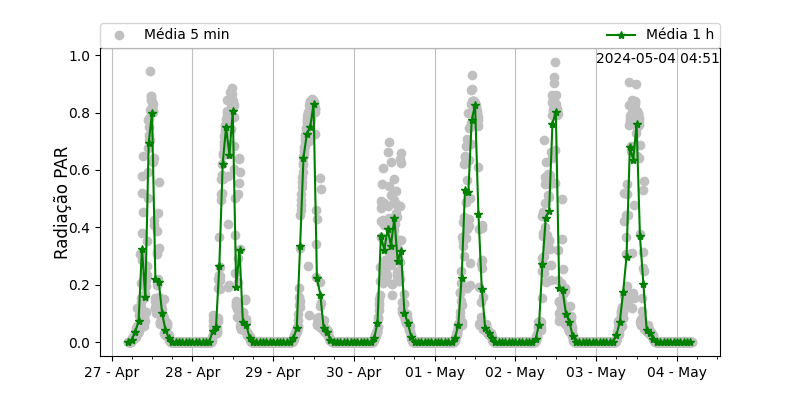 Média 5 min
Média 1 h
2024-05-04 04:51
Radiação PAR
1.0
0.8
0.6
0.4
0.2
0.0
27 - Apr
28 - Apr
29 - Apr
30 - Apr
01 - May
02 - May
03 - May
04 - May